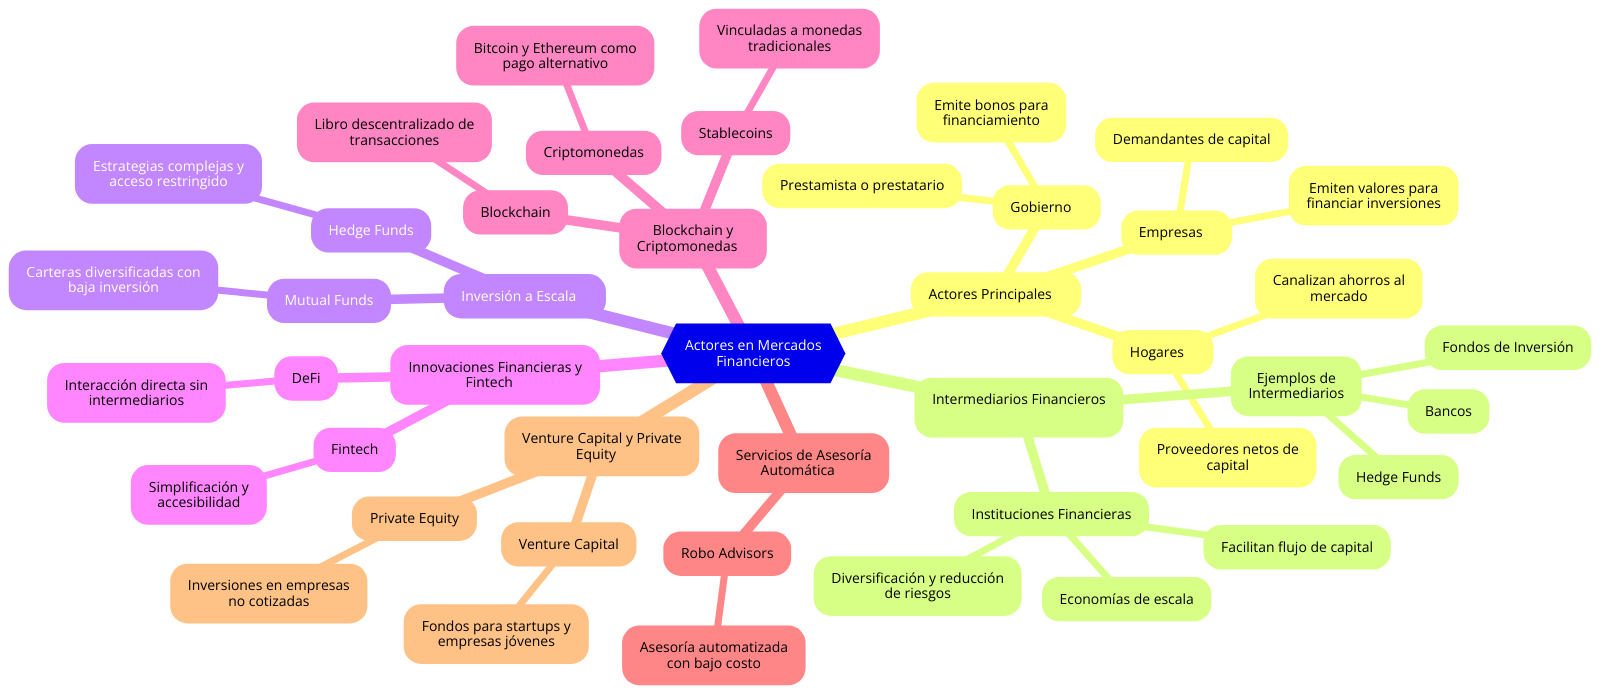 Actores en Mercados
Financieros
Actores Principales
Gobierno
Emite bonos para
financiamiento
Prestamista o prestatario
Empresas
Demandantes de capital
Emiten valores para
financiar inversiones
Hogares
Canalizan ahorros al
mercado
Proveedores netos de
capital
Intermediarios Financieros
Ejemplos de
Intermediarios
Fondos de Inversión
Bancos
Hedge Funds
Instituciones Financieras
Facilitan flujo de capital
Economías de escala
Diversificación y reducción
de riesgos
Servicios de Asesoría
Automática
Robo Advisors
Asesoría automatizada
con bajo costo
Venture Capital y Private
Equity
Venture Capital
Fondos para startups y
empresas jóvenes
Private Equity
Inversiones en empresas
no cotizadas
Innovaciones Financieras y
Fintech
Fintech
Simplificación y
accesibilidad
DeFi
Interacción directa sin
intermediarios
Inversión a Escala
Mutual Funds
Carteras diversificadas con
baja inversión
Hedge Funds
Estrategias complejas y
acceso restringido
Blockchain y
Criptomonedas
Blockchain
Libro descentralizado de
transacciones
Criptomonedas
Bitcoin y Ethereum como
pago alternativo
Stablecoins
Vinculadas a monedas
tradicionales